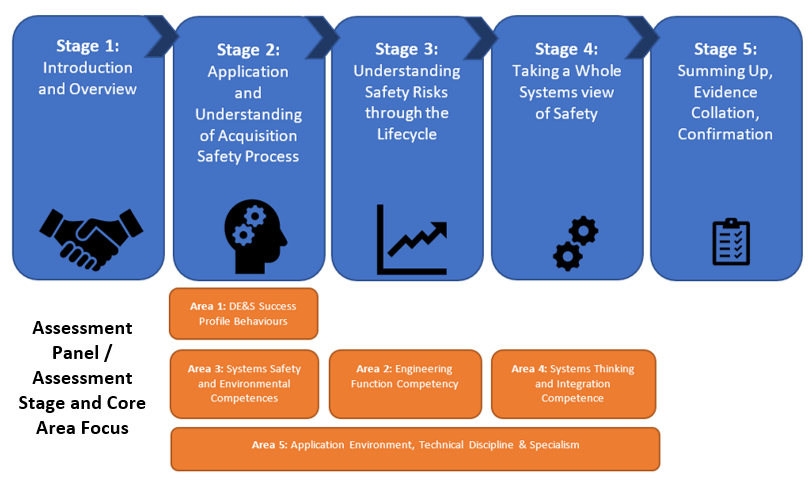 Stage 1:
Introduction
and Overview
Stage 2:
Application
and
Understanding
of Acquisition
Safety Process
Stage 3:
Understanding
Safety Risks
through the
Lifecycle
Stage 4:
Taking a Whole
Systems view
of Safety
Stage 5:
Summing Up,
Evidence
Collation,
Confirmation
Assessment
Panel /
Assessment
Stage and Core
Area Focus
Area 1: DE&S Success
Profile Behaviours
Area 3: Systems Safety
and Environmental
Competences
Area 2: Engineering
Function Competency
Area 4: Systems Thinking
and Integration
Competence
Area 5: Application Environment, Technical Discipline & Specialism